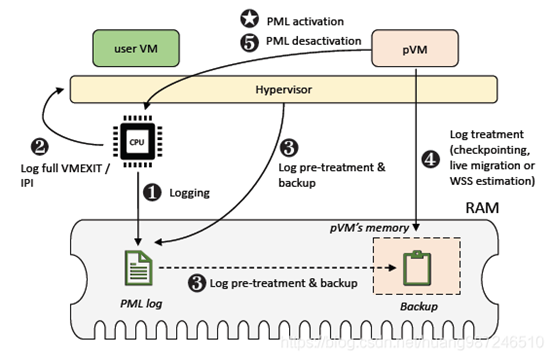 ★ PML activation
5 PML desactivation
user VM
pVM
Hypervisor
CPU
2
Log full VMEXIT /
IPI
1 Logging
3
Log pre-treatment &
backup
4
Log treatment
(checkpointing,
live migration or
WSS estimation)
RAM
pVM's memory
3 Log pre-treatment & backup
PML log
Backup
https://blog.csdn.net/huang987246510